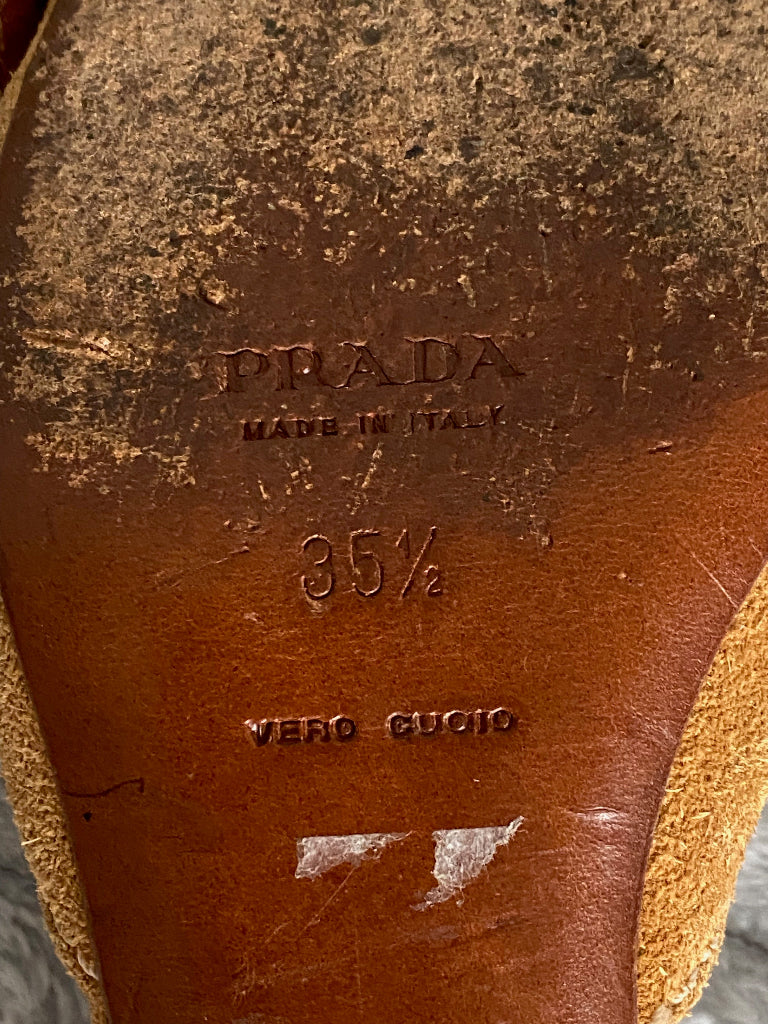 PRADA
MADE IN ITALY
35½
VERO CUOIO